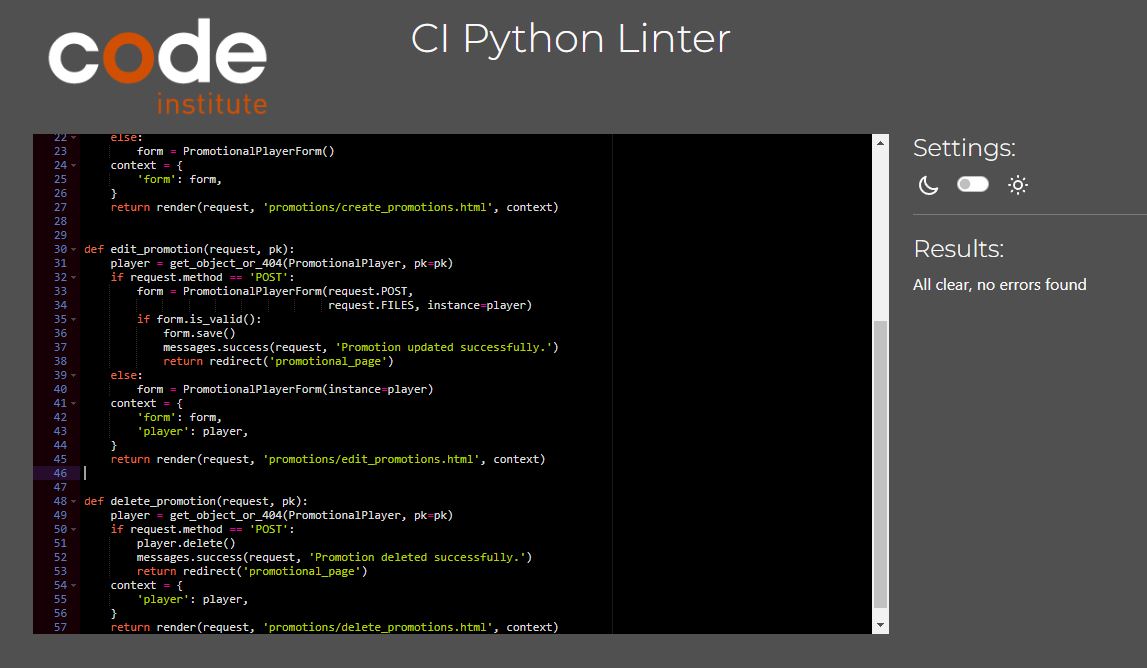 code
institute
CI Python Linter
22 else:
23 form = PromotionalPlayerForm()
24 context = {
25 'form': form,
26 }
27 return render(request, 'promotions/create_promotions.html', context)
28
29
30 def edit_promotion(request, pk):
31 player = get_object_or_404(PromotionalPlayer, pk=pk)
32 if request.method == 'POST':
33 form = PromotionalPlayerForm(request.POST,
34 request.FILES, instance=player)
35 if form.is_valid():
36 form.save()
37 messages.success(request, 'Promotion updated successfully.')
38 return redirect('promotional_page')
39 else:
40 form = PromotionalPlayerForm(instance=player)
41 context = {
42 'form': form,
43 'player': player,
44 }
45 return render(request, 'promotions/edit_promotions.html', context)
46
47
48 def delete_promotion(request, pk):
49 player = get_object_or_404(PromotionalPlayer, pk=pk)
50 if request.method == 'POST':
51 player.delete()
52 messages.success(request, 'Promotion deleted successfully.')
53 return redirect('promotional_page')
54 context = {
55 'player': player,
56 }
57 return render(request, 'promotions/delete_promotions.html', context)
Settings:
Results:
All clear, no errors found